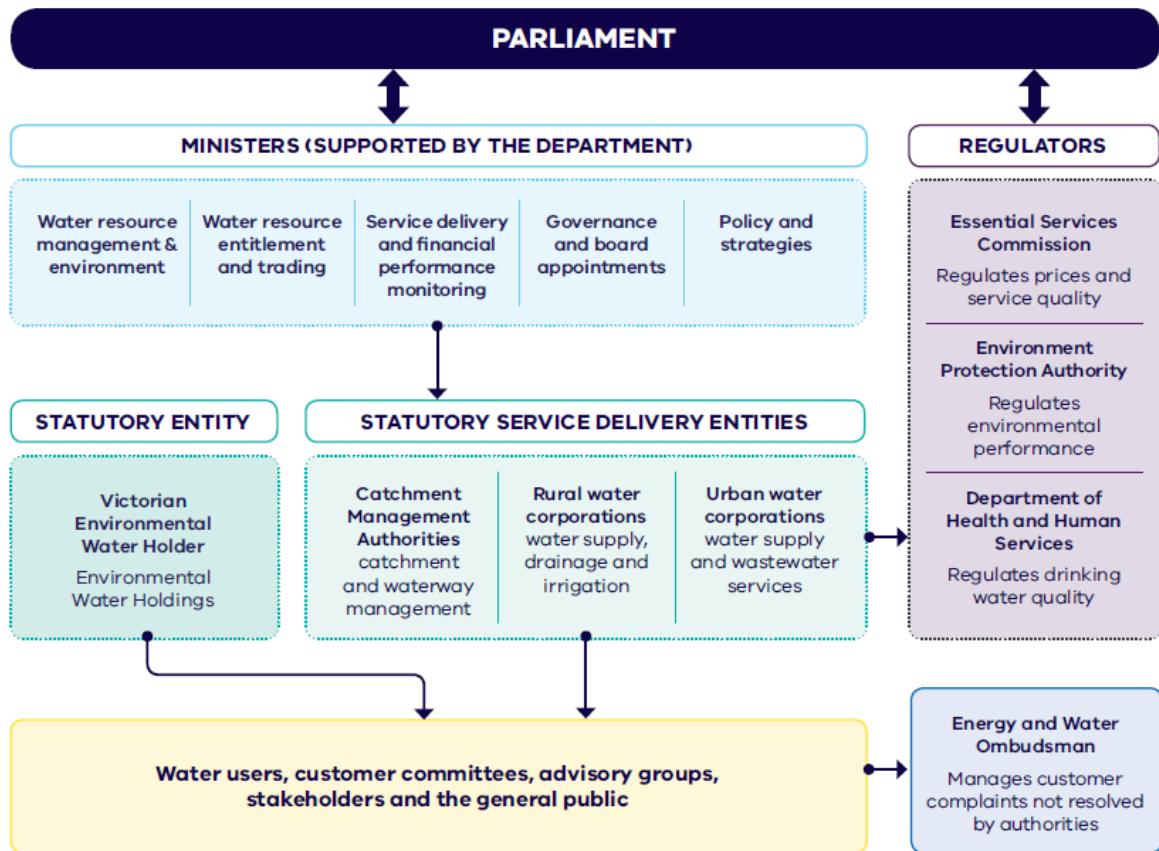 PARLIAMENT
MINISTERS (SUPPORTED BY THE DEPARTMENT)
Water resource
management &
environment
Water resource
entitlement
and trading
Service delivery
and financial
performance
monitoring
Governance
and board
appointments
Policy and
strategies
REGULATORS
Essential Services
Commission
Regulates prices and
service quality
Environment
Protection Authority
Regulates
environmental
performance
Department of
Health and Human
Services
Regulates drinking
water quality
STATUTORY ENTITY
Victorian
Environmental
Water Holder
Environmental
Water Holdings
STATUTORY SERVICE DELIVERY ENTITIES
Catchment
Management
Authorities
catchment
and waterway
management
Rural water
corporations
water supply,
drainage and
irrigation
Urban water
corporations
water supply
and wastewater
services
Water users, customer committees, advisory groups,
stakeholders and the general public
Energy and Water
Ombudsman
Manages customer
complaints not resolved
by authorities